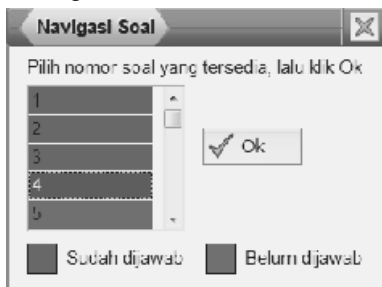 Navigasi Soal
Pilih nomor soal yang tersedia, lalu klik Ok
1
2
3
4
5
Ok
Sudah dijawab
Belum dijawab